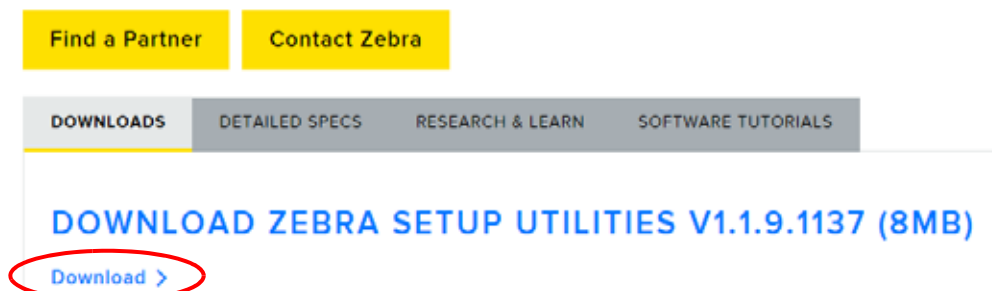 Find a Partner Contact Zebra
DOWNLOADS DETAILED SPECS RESEARCH & LEARN SOFTWARE TUTORIALS
DOWNLOAD ZEBRA SETUP UTILITIES V1.1.9.1137 (8MB)
Download >